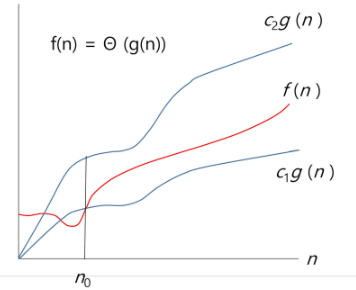 c₂g (n)
f(n) = Θ (g(n))
f(n)
c₁g (n)
n
n₀